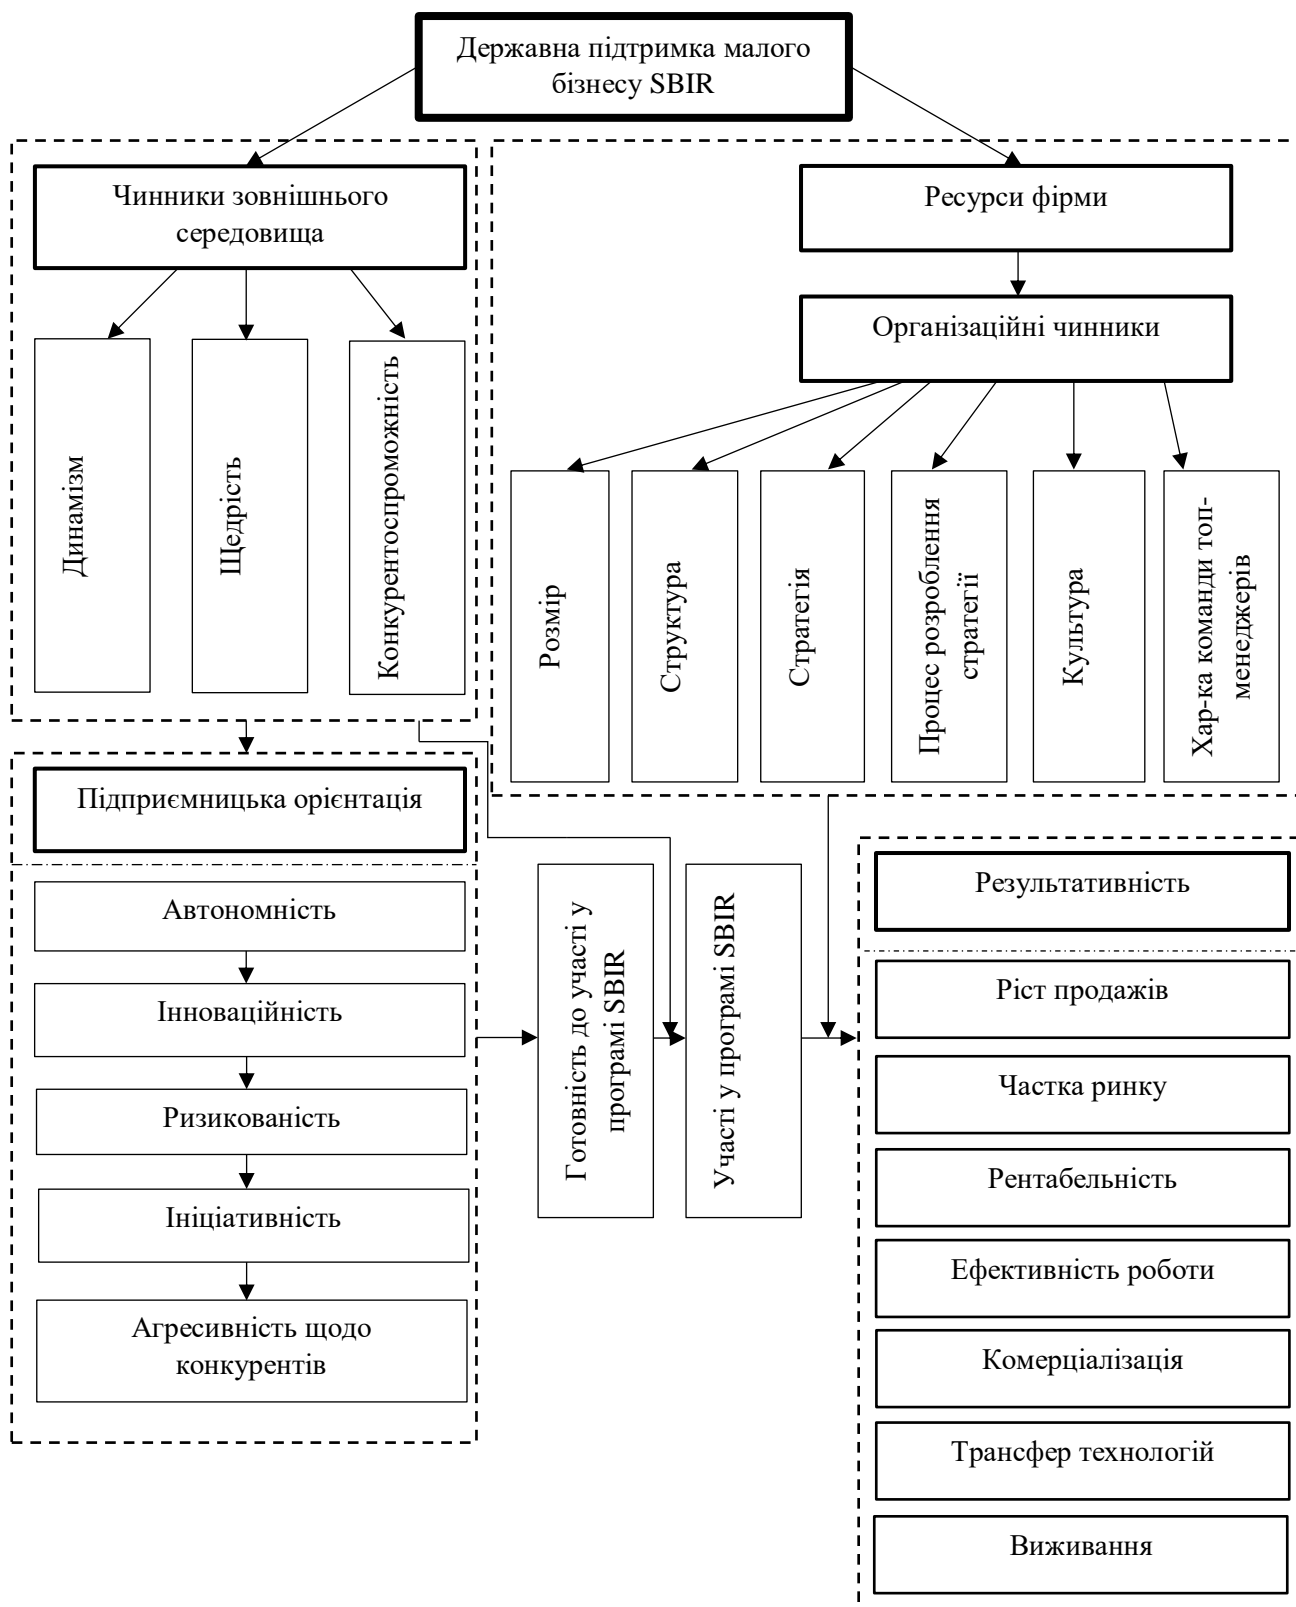 Державна підтримка малого
бізнесу SBIR
Чинники зовнішнього
середовища
Ресурси фірми
Організаційні чинники
Динамізм
Щедрість
Конкурентоспроможність
Розмір
Структура
Стратегія
Процес розроблення
стратегії
Культура
Хар-ка команди топ-
менеджерів
Підприємницька орієнтація
Автономність
Інноваційність
Ризикованість
Ініціативність
Агресивність щодо
конкурентів
Готовність до участі у
програмі SBIR
Участі у програмі SBIR
Результативність
Ріст продажів
Частка ринку
Рентабельність
Ефективність роботи
Комерціалізація
Трансфер технологій
Виживання